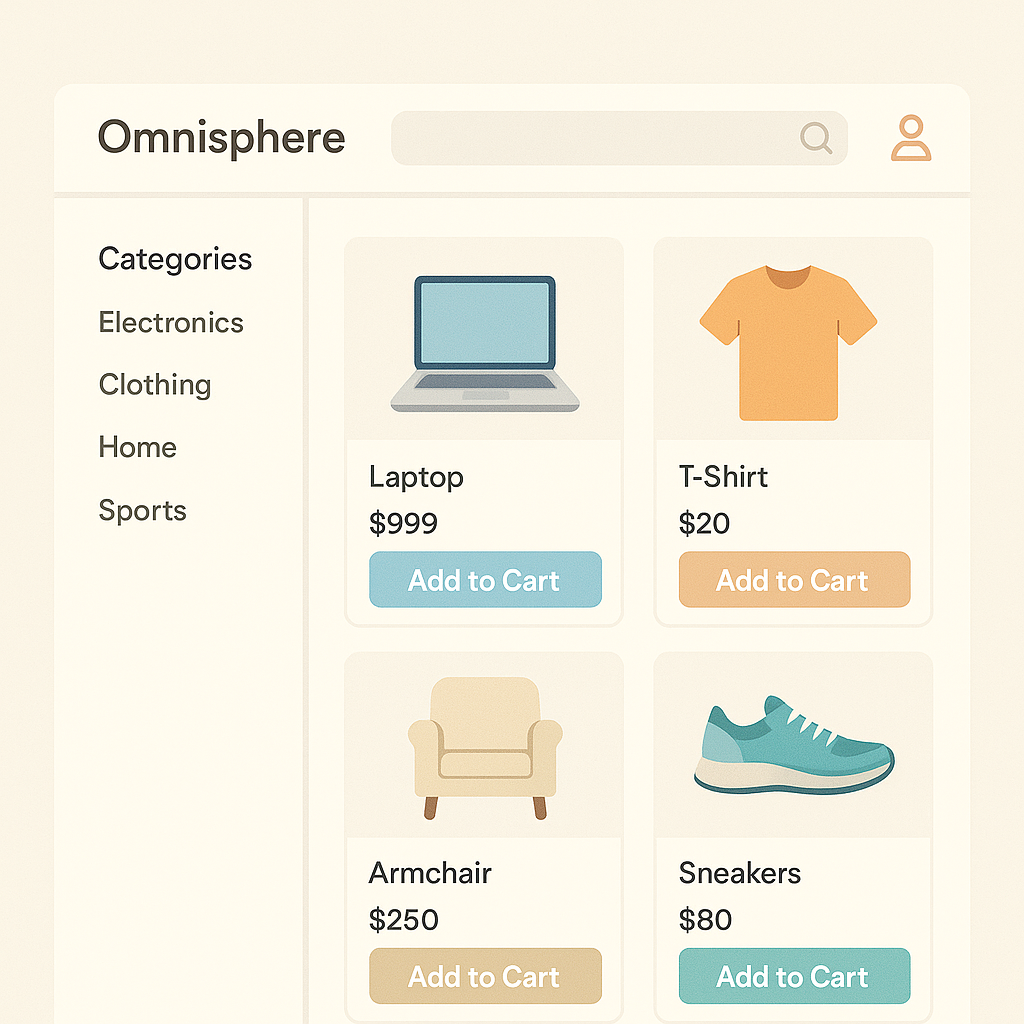 Omnisphere
Categories
Electronics
Clothing
Home
Sports
Laptop
$999
Add to Cart
T-Shirt
$20
Add to Cart
Armchair
$250
Add to Cart
Sneakers
$80
Add to Cart